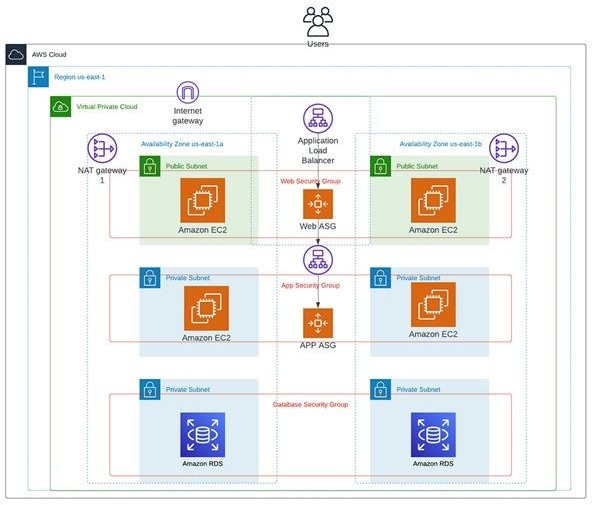 Users
AWS Cloud
Region us-east-1
Virtual Private Cloud
Internet
gateway
Availability Zone us-east-1a
Application
Load
Balancer
Availability Zone us-east-1b
NAT gateway
1
Public Subnet
Public Subnet
NAT gateway
2
Web Security Group
Amazon EC2
Web ASG
Amazon EC2
Private Subnet
Private Subnet
App Security Group
Amazon EC2
APP ASG
Amazon EC2
Private Subnet
Private Subnet
Database Security Group
Amazon RDS
Amazon RDS